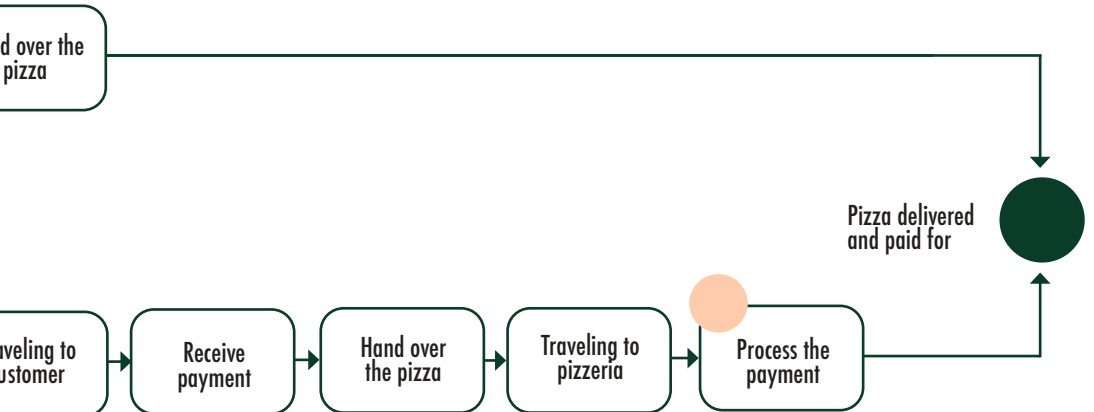 d over the
pizza
Pizza delivered
and paid for
aveling to
ustomer
Receive
payment
Hand over
the pizza
Traveling to
pizzeria
Process the
payment